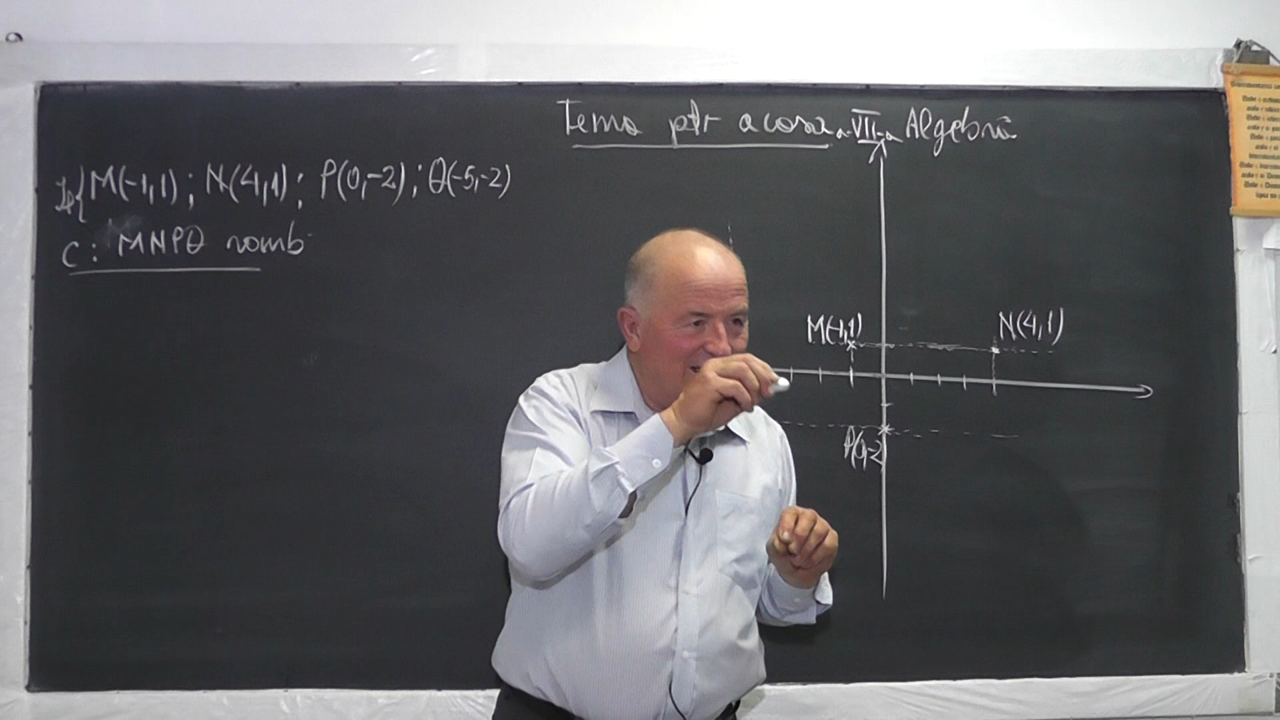 Tema ptr acasa a-VII-a Algebră
Ip{M(-1,1); N(4,1); P(0,-2); Q(-5,-2)
C: MNPQ romb
M(-1,1)
N(4,1)
P(0,-2